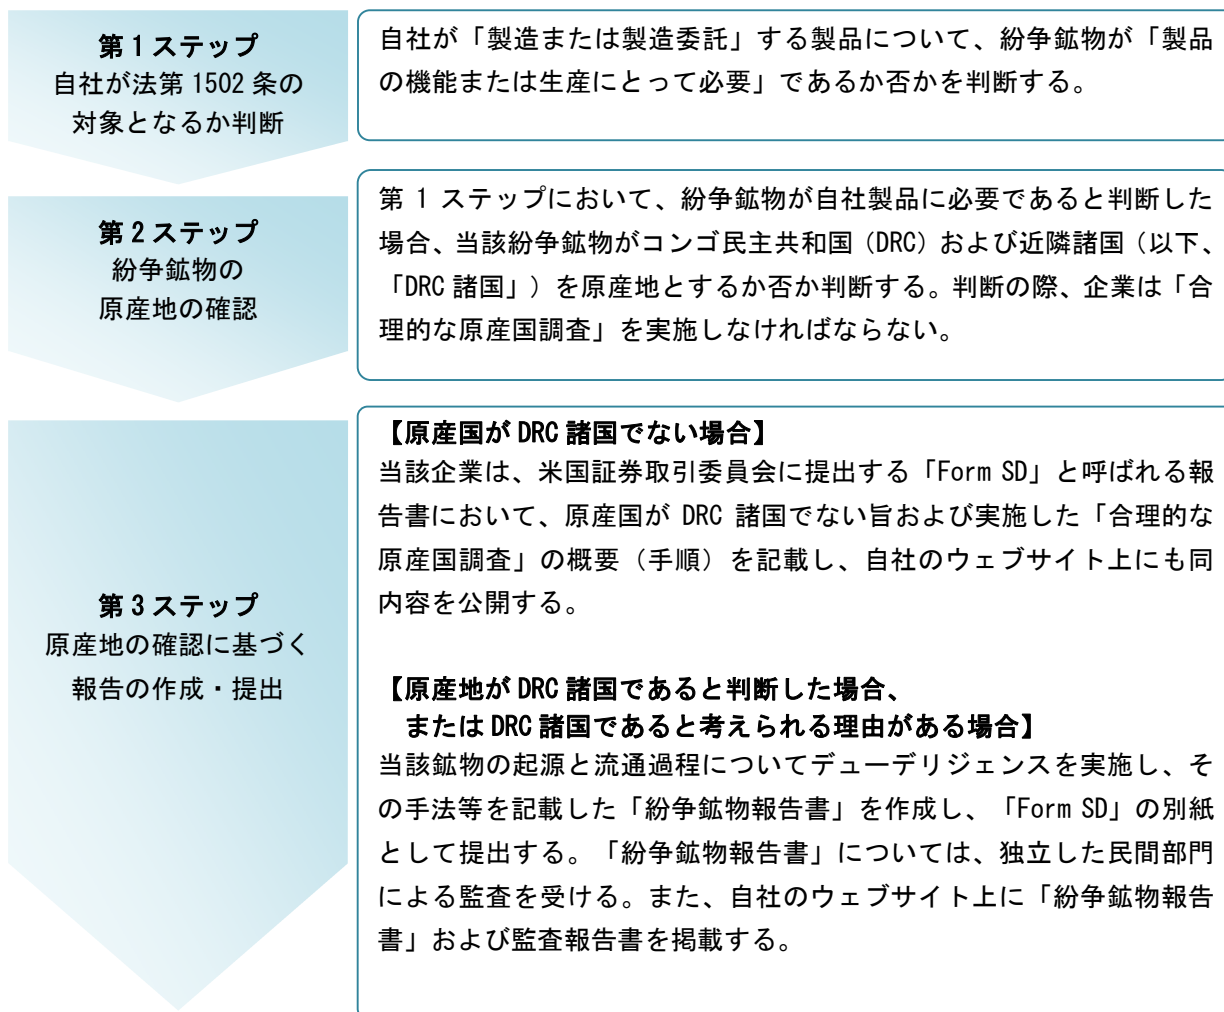 第1ステップ
自社が法第1502条の
対象となるか判断
自社が「製造または製造委託」する製品について、紛争鉱物が「製品
の機能または生産にとって必要」であるか否かを判断する。
第2ステップ
紛争鉱物の
原産地の確認
第 1 ステップにおいて、紛争鉱物が自社製品に必要であると判断した
場合、当該紛争鉱物がコンゴ民主共和国（DRC）および近隣諸国（以下、
「DRC諸国」）を原産地とするか否か判断する。判断の際、企業は「合
理的な原産国調査」を実施しなければならない。
第3ステップ
原産地の確認に基づく
報告の作成・提出
【原産国が DRC 諸国でない場合】
当該企業は、米国証券取引委員会に提出する「Form SD」と呼ばれる報
告書において、原産国が DRC 諸国でない旨および実施した「合理的な
原産国調査」の概要（手順）を記載し、自社のウェブサイト上にも同
内容を公開する。
【原産地が DRC 諸国であると判断した場合、
または DRC 諸国であると考えられる理由がある場合】
当該鉱物の起源と流通過程についてデューデリジェンスを実施し、そ
の手法等を記載した「紛争鉱物報告書」を作成し、「Form SD」の別紙
として提出する。「紛争鉱物報告書」については、独立した民間部門
による監査を受ける。また、自社のウェブサイト上に「紛争鉱物報告
書」および監査報告書を掲載する。